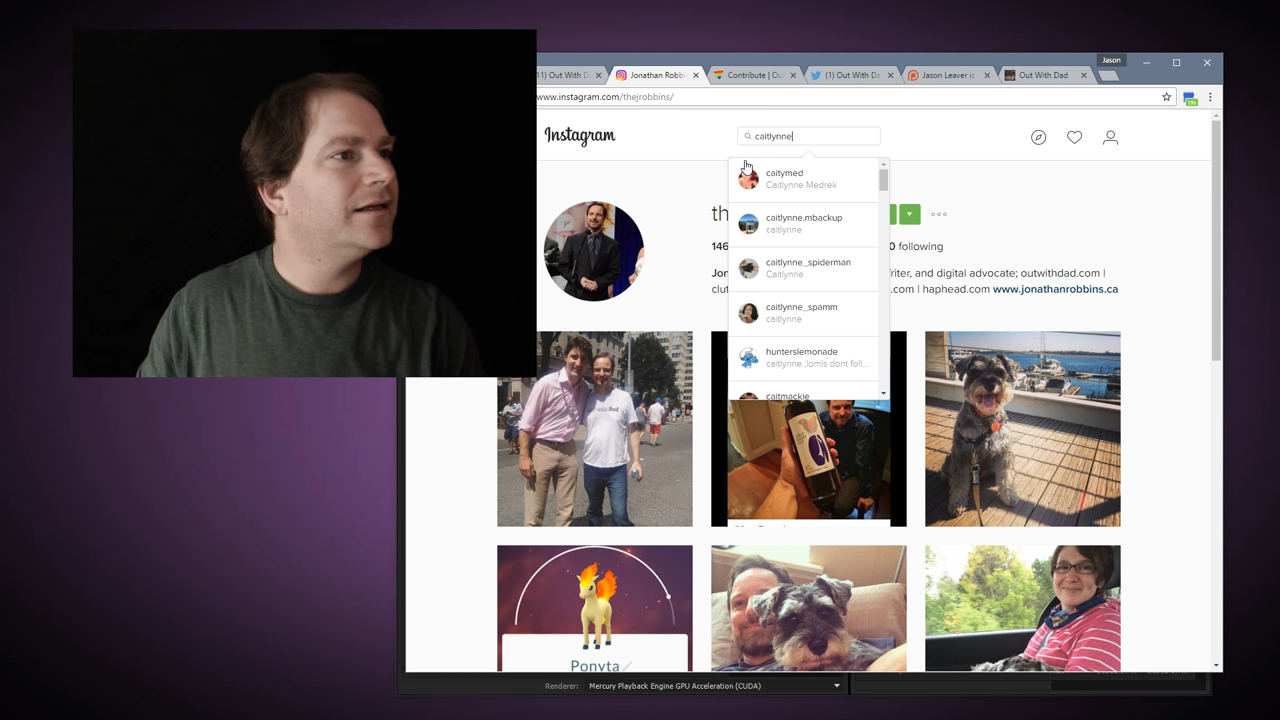 Jason
11) Out With D
Jonathan Robbi
Contribute | Ou
(1) Out With Da
Jason Leaver is
Out With Dad
www.instagram.com/thejrobbins/
Instagram
caitlynne
caitymed
Caitlynne Medrek
caitlynne.mbackup
caitlynne
caitlynne_spiderman
Caitlynne
caitlynne_spamm
caitlynne
hunterslemonade
caitlynne ;lomls dont foll...
caitmackie
th
146
0 following
Jon
riter, and digital advocate; outwithdad.com |
clut
.com | haphead.com www.jonathanrobbins.ca
Ponyta
Renderer: Mercury Playback Engine GPU Acceleration (CUDA)